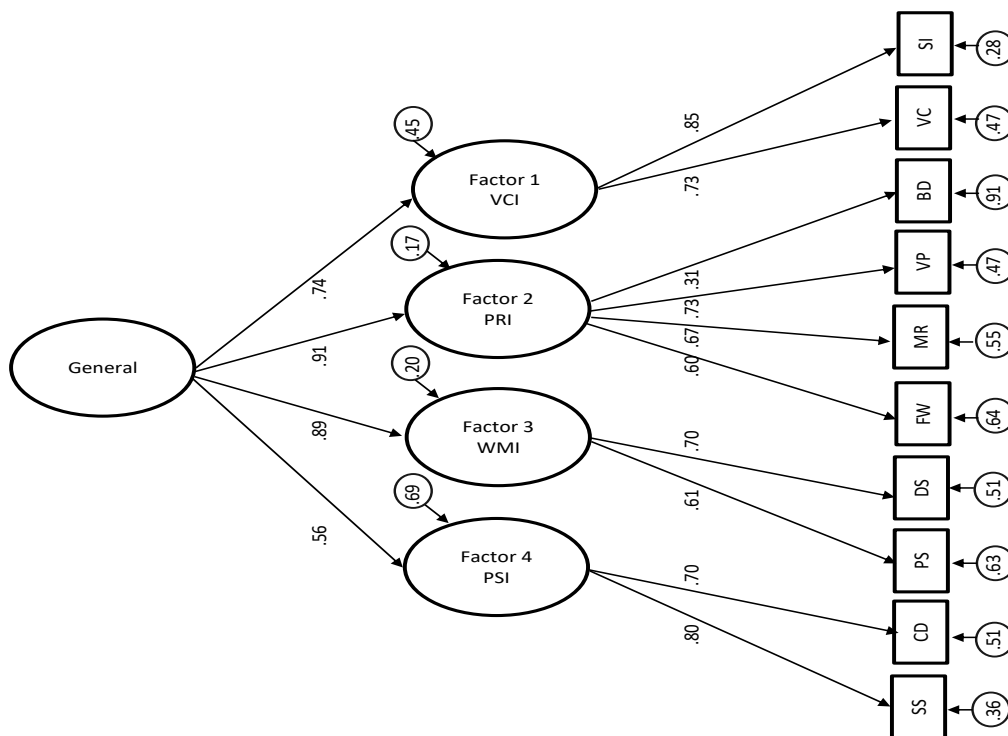 General
.74
.91
.89
.56
.45
Factor 1
VCI
.17
Factor 2
PRI
.20
Factor 3
WMI
.69
Factor 4
PSI
.85
.73
.31
.73
.67
.60
.70
.61
.70
.80
SI
.28
VC
.47
BD
.91
VP
.47
MR
.55
FW
.64
DS
.51
PS
.63
CD
.51
SS
.36